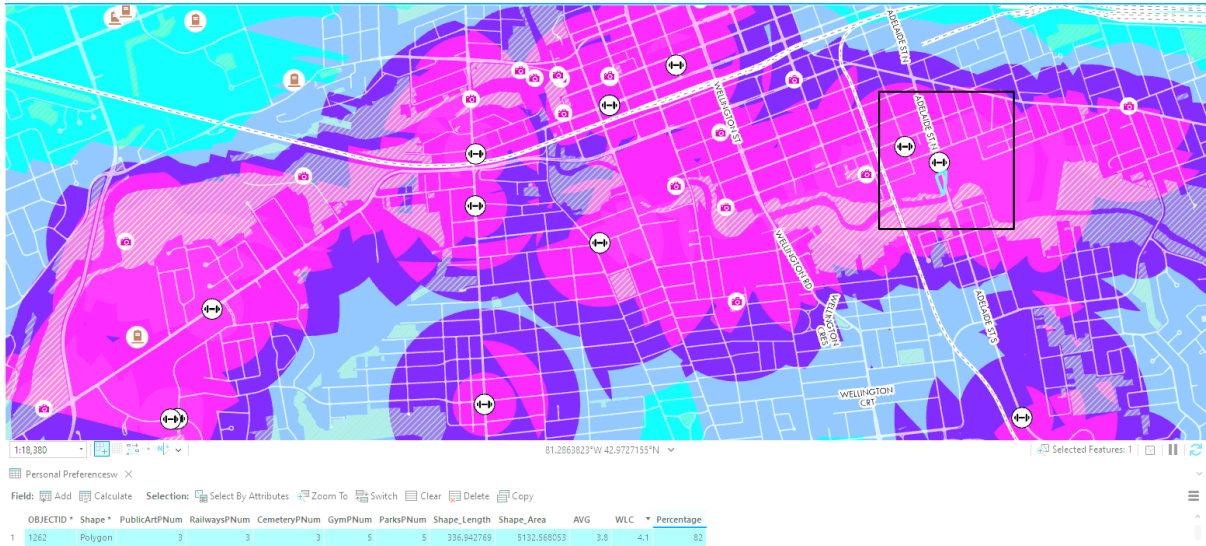 ADELAIDE ST N
WELLINGTON ST
ADELAIDE ST N
WELLINGTON RD
WELLINGTON CRES
ADELAIDE ST S
WELLINGTON
CRT
1:18,380
81.2863823°W 42.9727155°N
Selected Features: 1
Personal Preferencesw
Field: Add Calculate Selection: Select By Attributes Zoom To Switch Clear Delete Copy
OBJECTID * Shape * PublicArtPNum RailwaysPNum CemeteryPNum GymPNum ParksPNum Shape_Length Shape_Area AVG WLC Percentage
1 1262 Polygon 3 3 3 5 5 336.942769 5132.568053 3.8 4.1 82